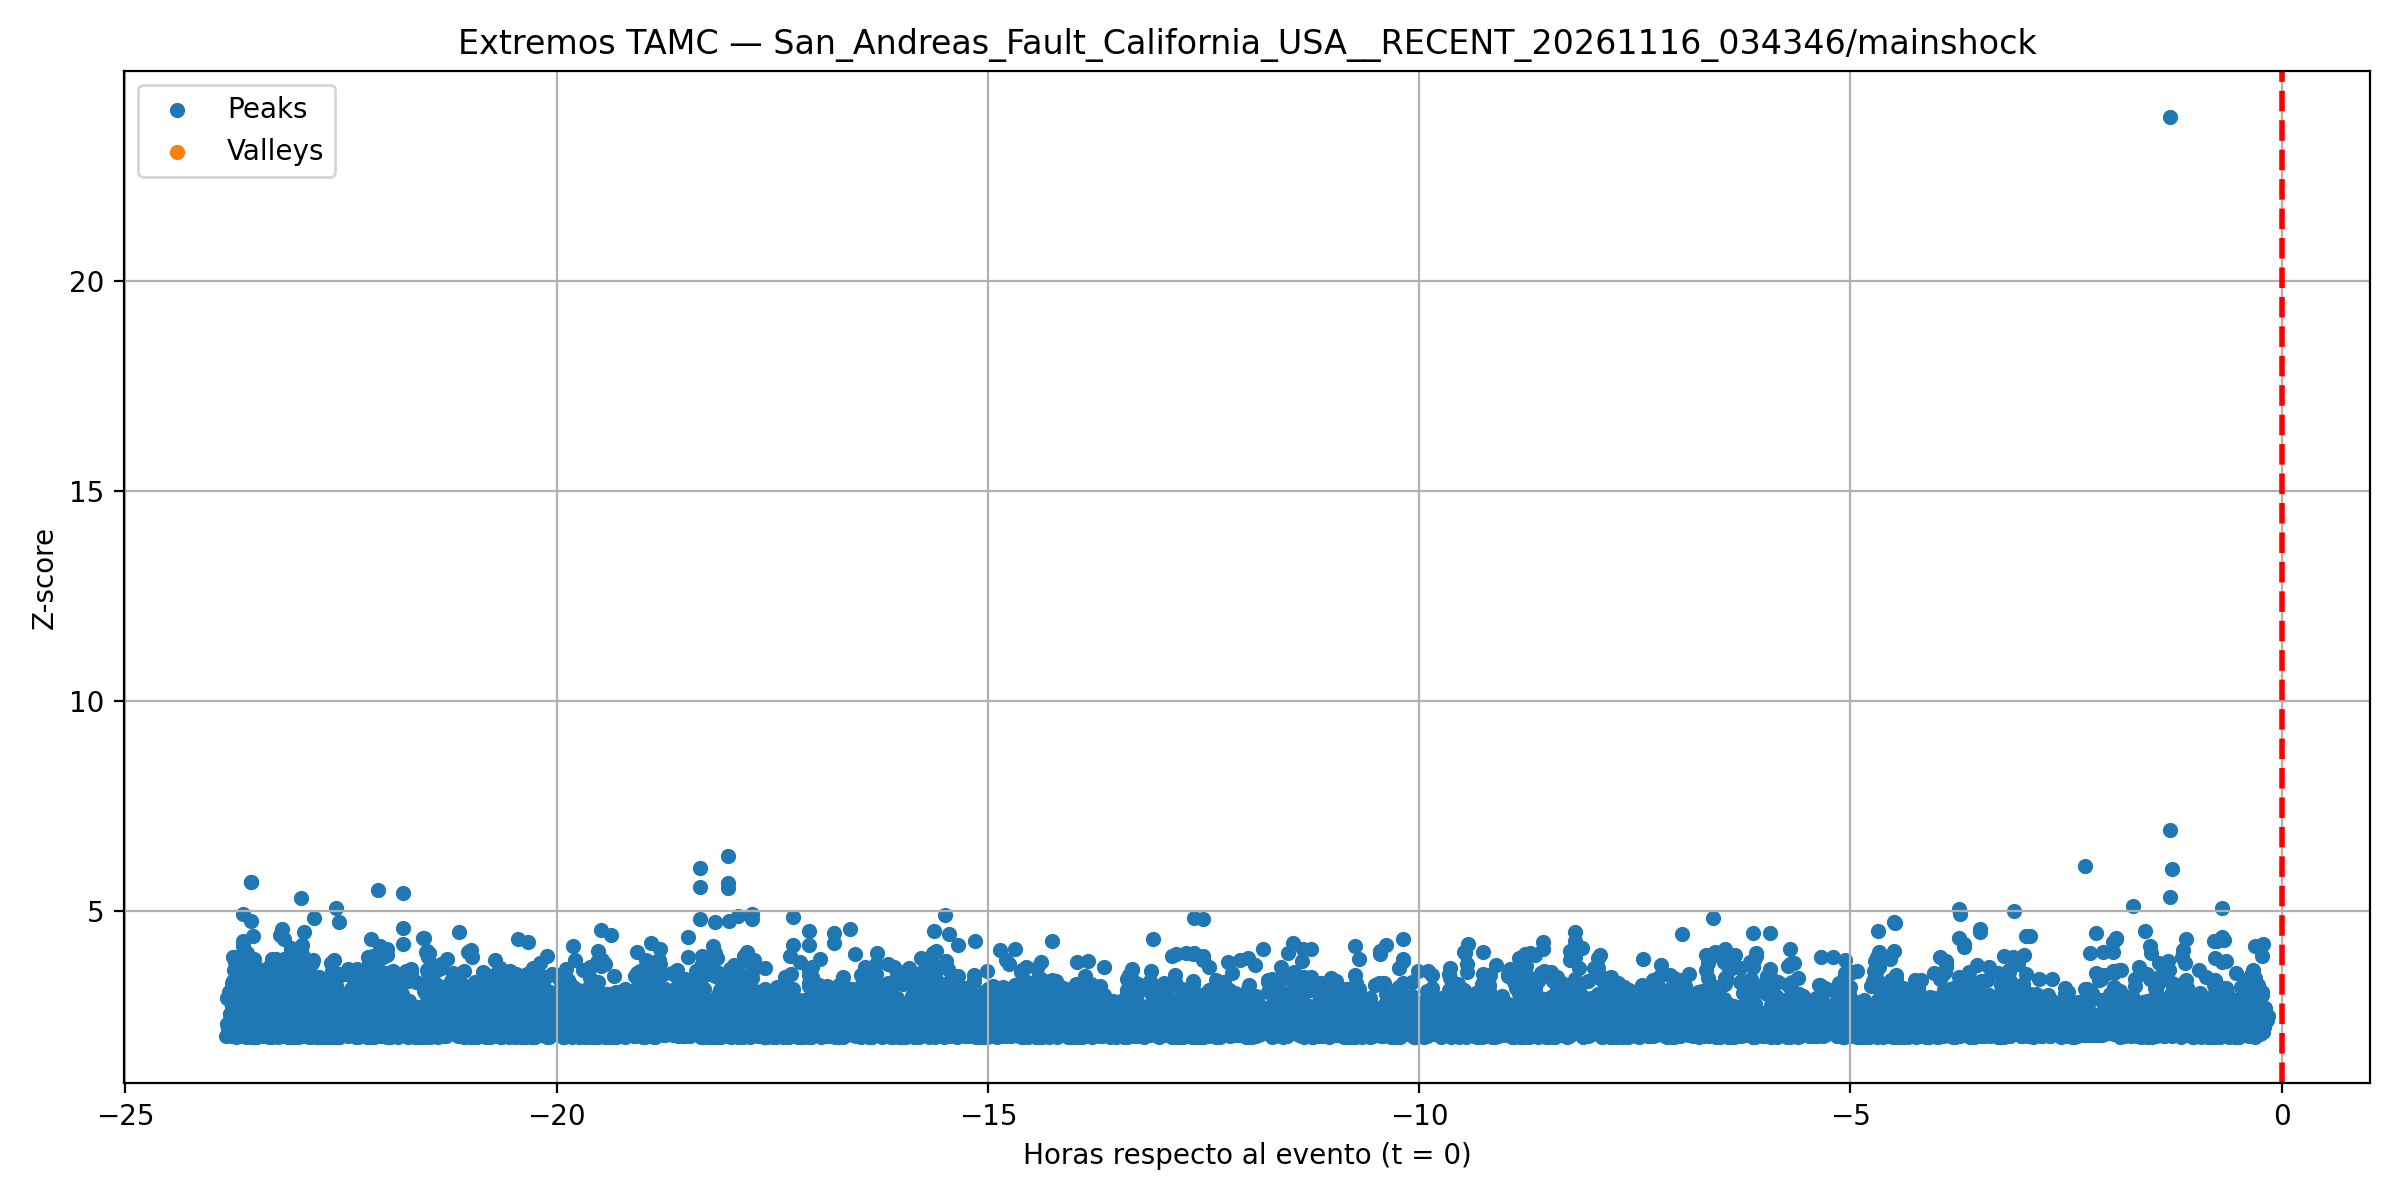 Extremos TAMC — San_Andreas_Fault_California_USA__RECENT_20261116_034346/mainshock
Peaks
Valleys
Z-score
20
15
10
5
−25
−20
−15
−10
−5
0
Horas respecto al evento (t = 0)